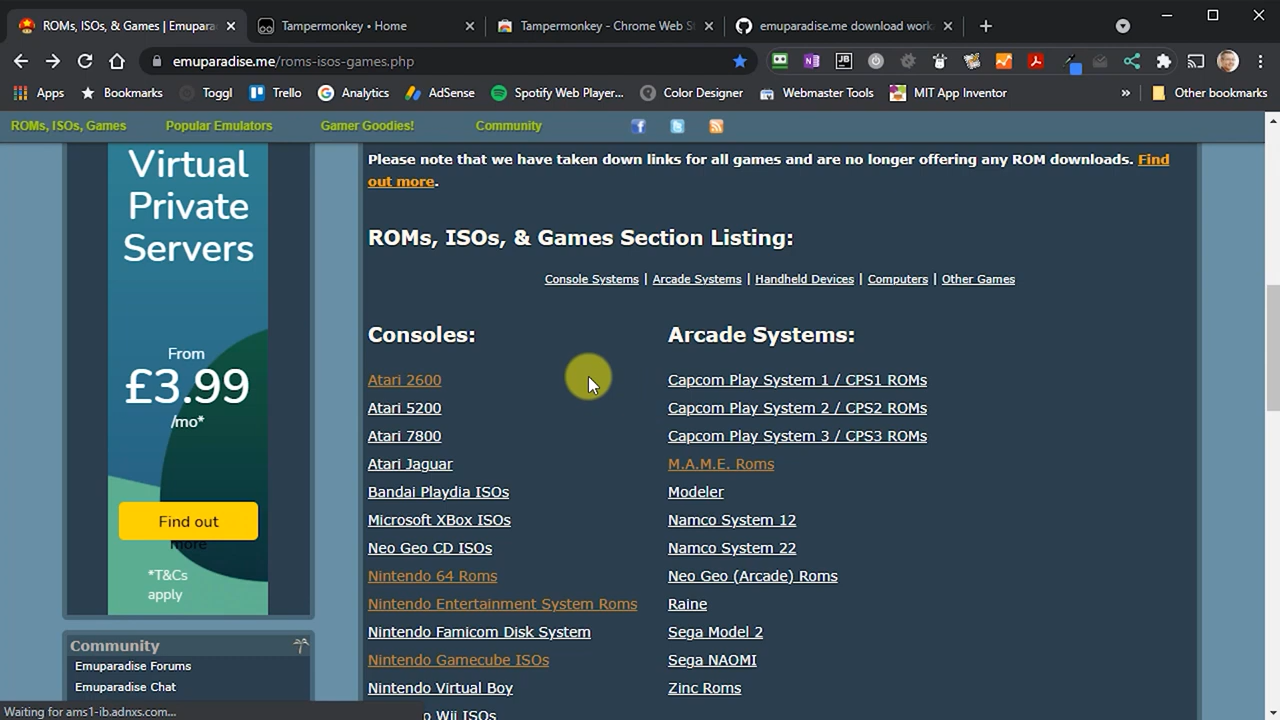 ROMs, ISOs, & Games | Emupar
Tampermonkey • Home
Tampermonkey - Chrome Web St
emuparadise.me download work
emuparadise.me/roms-isos-games.php
Apps
Bookmarks
Toggl
Trello
Analytics
AdSense
Spotify Web Player...
Color Designer
Webmaster Tools
MIT App Inventor
»
Other bookmarks
ROMs, ISOs, Games
Popular Emulators
Gamer Goodies!
Community
Virtual
Private
Servers
From
£3.99
/mo*
Find out
more
*T&Cs
apply
Community
Emuparadise Forums
Emuparadise Chat
Please note that we have taken down links for all games and are no longer offering any ROM downloads. Find
out more.
ROMs, ISOs, & Games Section Listing:
Console Systems | Arcade Systems | Handheld Devices | Computers | Other Games
Consoles:
Atari 2600
Atari 5200
Atari 7800
Atari Jaguar
Bandai Playdia ISOs
Microsoft XBox ISOs
Neo Geo CD ISOs
Nintendo 64 Roms
Nintendo Entertainment System Roms
Nintendo Famicom Disk System
Nintendo Gamecube ISOs
Nintendo Virtual Boy
o Wii ISOs
Arcade Systems:
Capcom Play System 1 / CPS1 ROMs
Capcom Play System 2 / CPS2 ROMs
Capcom Play System 3 / CPS3 ROMs
M.A.M.E. Roms
Modeler
Namco System 12
Namco System 22
Neo Geo (Arcade) Roms
Raine
Sega Model 2
Sega NAOMI
Zinc Roms
Waiting for ams1-ib.adnxs.com...